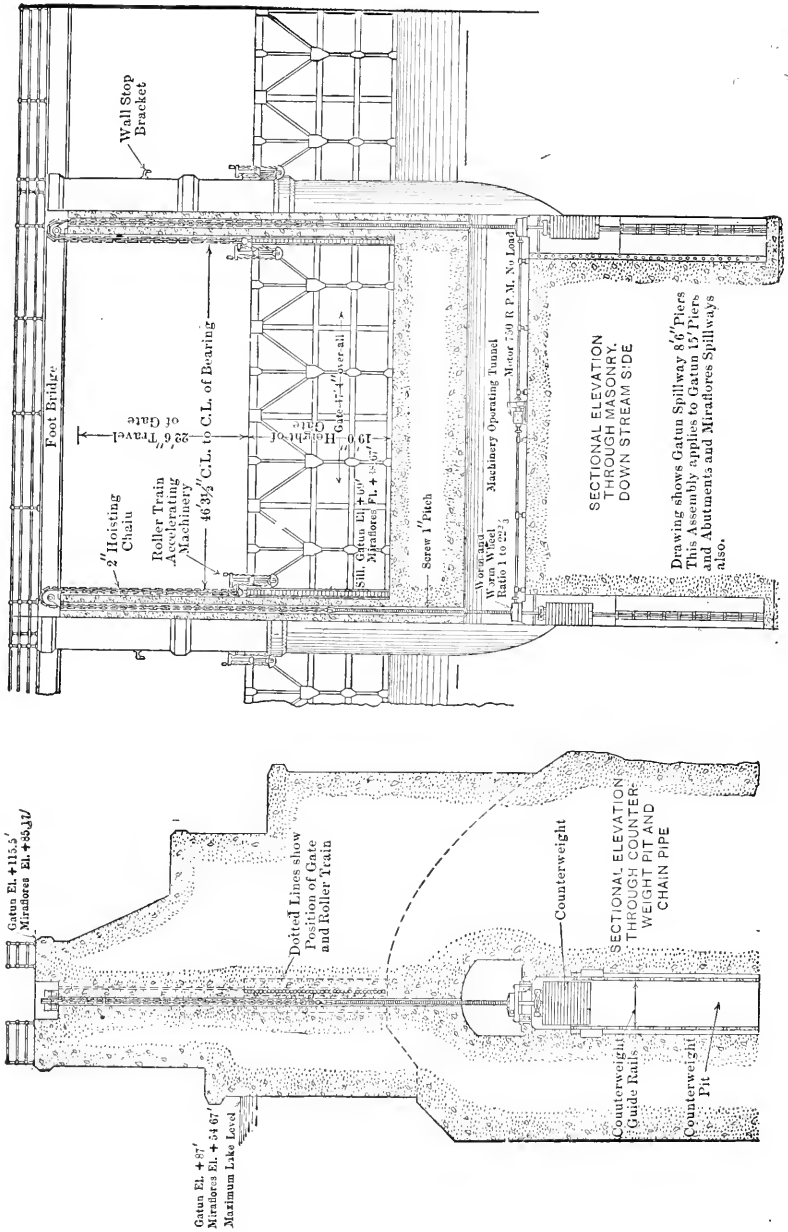 Wall Stop
Bracket
Foot Bridge
2" Hoisting
Chain
Roller Train
Accelerating
Machinery
46'3½" C.L. to C.L. of Bearing
22'6" Travel
of Gate
19'0" Height of
Gate
Gate 47'4" over all
Sill. Gatun El. + 69'
Miraflores El. +
Screw 1" Pitch
Worm and
Worm Wheel
Ratio 1 to 22⅔
Machinery Operating Tunnel
Motor 750 R P.M. No Load
SECTIONAL ELEVATION
THROUGH MASONRY.
DOWN STREAM SIDE
Drawing shows Gatun Spillway 8'6" Piers
This Assembly applies to Gatun 15' Piers
and Abutments and Miraflores Spillways
also.
Gatun El. +115.5'
Miraflores El. +85.17'
Dotted Lines show
Position of Gate
and Roller Train
Gatun El. + 87'
Miraflores El. + 54 67'
Maximum Lake Level
Counterweight
SECTIONAL ELEVATION
THROUGH COUNTER-
WEIGHT PIT AND
CHAIN PIPE
Counterweight
Guide Rails
Counterweight
Pit